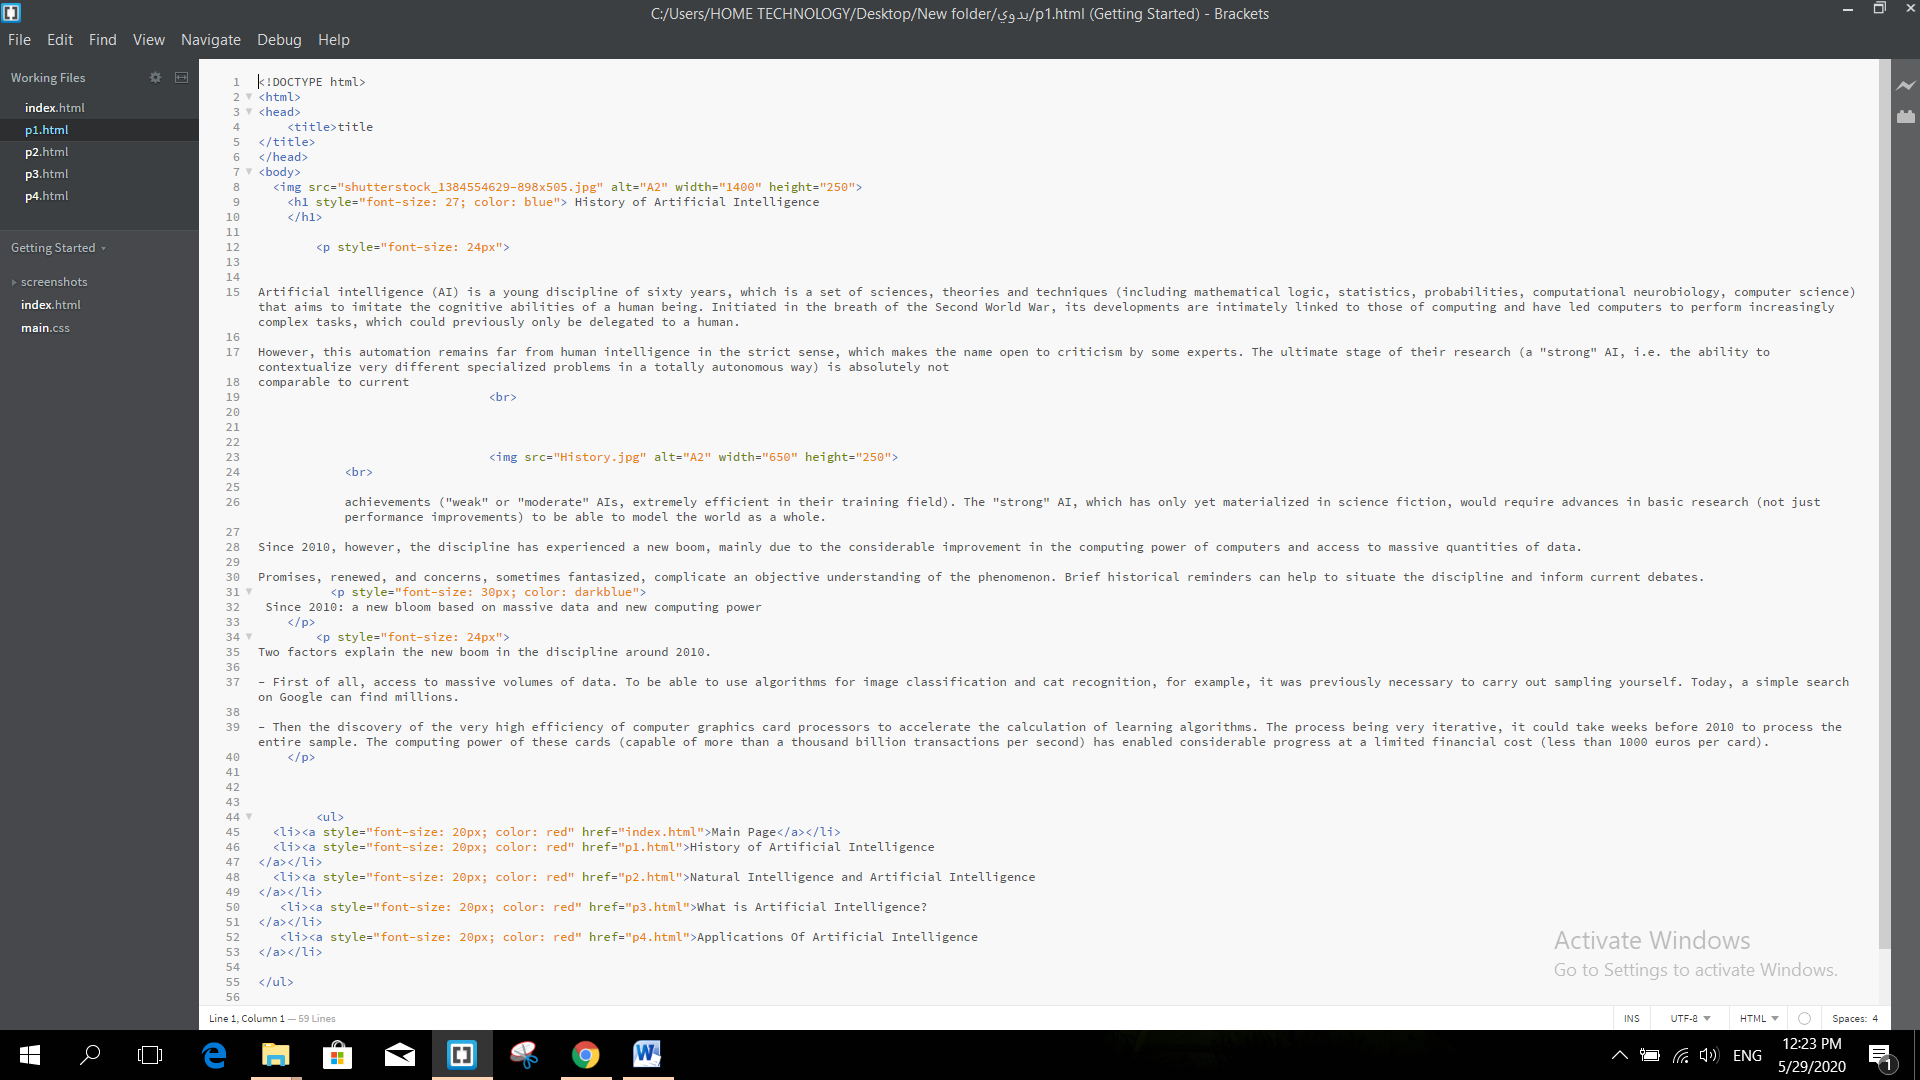 C:/Users/HOME TECHNOLOGY/Desktop/New folder/بدوي/p1.html (Getting Started) - Brackets
File Edit Find View Navigate Debug Help
Working Files
index.html
p1.html
p2.html
p3.html
p4.html
Getting Started
screenshots
index.html
main.css
1 <!DOCTYPE html>
2 <html>
3 <head>
4 <title>title
5 </title>
6 </head>
7 <body>
8 <img src="shutterstock_1384554629-898x505.jpg" alt="A2" width="1400" height="250">
9 <h1 style="font-size: 27; color: blue"> History of Artificial Intelligence
10 </h1>
11
12 <p style="font-size: 24px">
13
14
15 Artificial intelligence (AI) is a young discipline of sixty years, which is a set of sciences, theories and techniques (including mathematical logic, statistics, probabilities, computational neurobiology, computer science)
that aims to imitate the cognitive abilities of a human being. Initiated in the breath of the Second World War, its developments are intimately linked to those of computing and have led computers to perform increasingly
complex tasks, which could previously only be delegated to a human.
16
17 However, this automation remains far from human intelligence in the strict sense, which makes the name open to criticism by some experts. The ultimate stage of their research (a "strong" AI, i.e. the ability to
contextualize very different specialized problems in a totally autonomous way) is absolutely not
18 comparable to current
19 <br>
20
21
22
23 <img src="History.jpg" alt="A2" width="650" height="250">
24 <br>
25
26 achievements ("weak" or "moderate" AIs, extremely efficient in their training field). The "strong" AI, which has only yet materialized in science fiction, would require advances in basic research (not just
performance improvements) to be able to model the world as a whole.
27
28 Since 2010, however, the discipline has experienced a new boom, mainly due to the considerable improvement in the computing power of computers and access to massive quantities of data.
29
30 Promises, renewed, and concerns, sometimes fantasized, complicate an objective understanding of the phenomenon. Brief historical reminders can help to situate the discipline and inform current debates.
31 <p style="font-size: 30px; color: darkblue">
32 Since 2010: a new bloom based on massive data and new computing power
33 </p>
34 <p style="font-size: 24px">
35 Two factors explain the new boom in the discipline around 2010.
36
37 - First of all, access to massive volumes of data. To be able to use algorithms for image classification and cat recognition, for example, it was previously necessary to carry out sampling yourself. Today, a simple search
on Google can find millions.
38
39 - Then the discovery of the very high efficiency of computer graphics card processors to accelerate the calculation of learning algorithms. The process being very iterative, it could take weeks before 2010 to process the
entire sample. The computing power of these cards (capable of more than a thousand billion transactions per second) has enabled considerable progress at a limited financial cost (less than 1000 euros per card).
40 </p>
41
42
43
44 <ul>
45 <li><a style="font-size: 20px; color: red" href="index.html">Main Page</a></li>
46 <li><a style="font-size: 20px; color: red" href="p1.html">History of Artificial Intelligence
47 </a></li>
48 <li><a style="font-size: 20px; color: red" href="p2.html">Natural Intelligence and Artificial Intelligence
49 </a></li>
50 <li><a style="font-size: 20px; color: red" href="p3.html">What is Artificial Intelligence?
51 </a></li>
52 <li><a style="font-size: 20px; color: red" href="p4.html">Applications Of Artificial Intelligence
53 </a></li>
54
55 </ul>
56
Activate Windows
Go to Settings to activate Windows.
Line 1, Column 1 — 59 Lines
INS UTF-8 HTML Spaces: 4
ENG
12:23 PM
5/29/2020
1